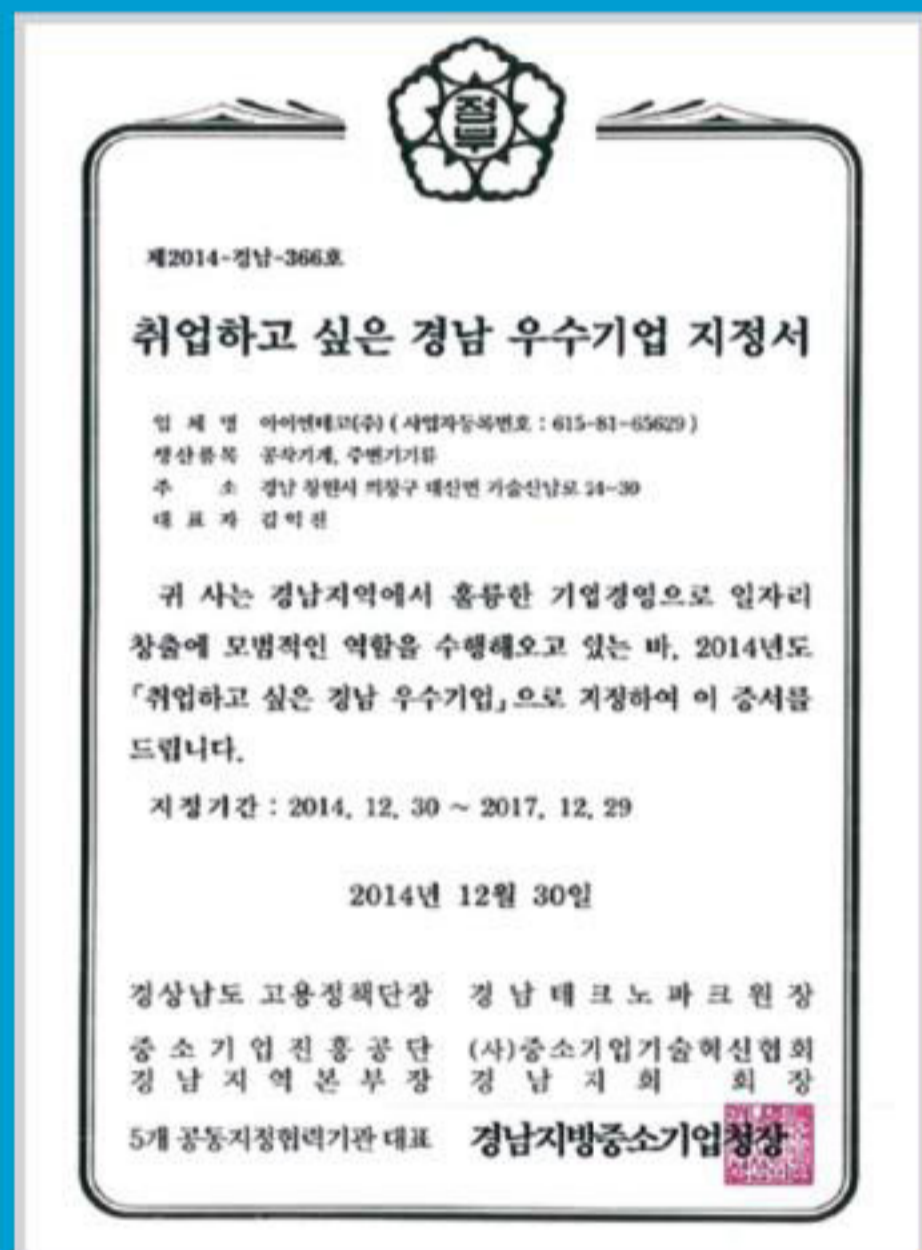 정부
제2014-경남-366호
취업하고 싶은 경남 우수기업 지정서
업 체 명 아이엔테코(주) ( 사업자등록번호 : 615-81-65629 )
생산품목 공작기계, 주변기기류
주 소 경남 창원시 의창구 대산면 가술산남로 24-30
대 표 자 김익진
귀 사는 경남지역에서 훌륭한 기업경영으로 일자리
창출에 모범적인 역할을 수행해오고 있는 바, 2014년도
「취업하고 싶은 경남 우수기업」으로 지정하여 이 증서를
드립니다.
지정기간 : 2014. 12. 30 ~ 2017. 12. 29
2014년 12월 30일
경상남도 고용정책단장 경남테크노파크원장
중소기업진흥공단 (사)중소기업기술혁신협회
경남지역본부장 경남지회 회장
5개 공동지정협력기관 대표 경남지방중소기업청장